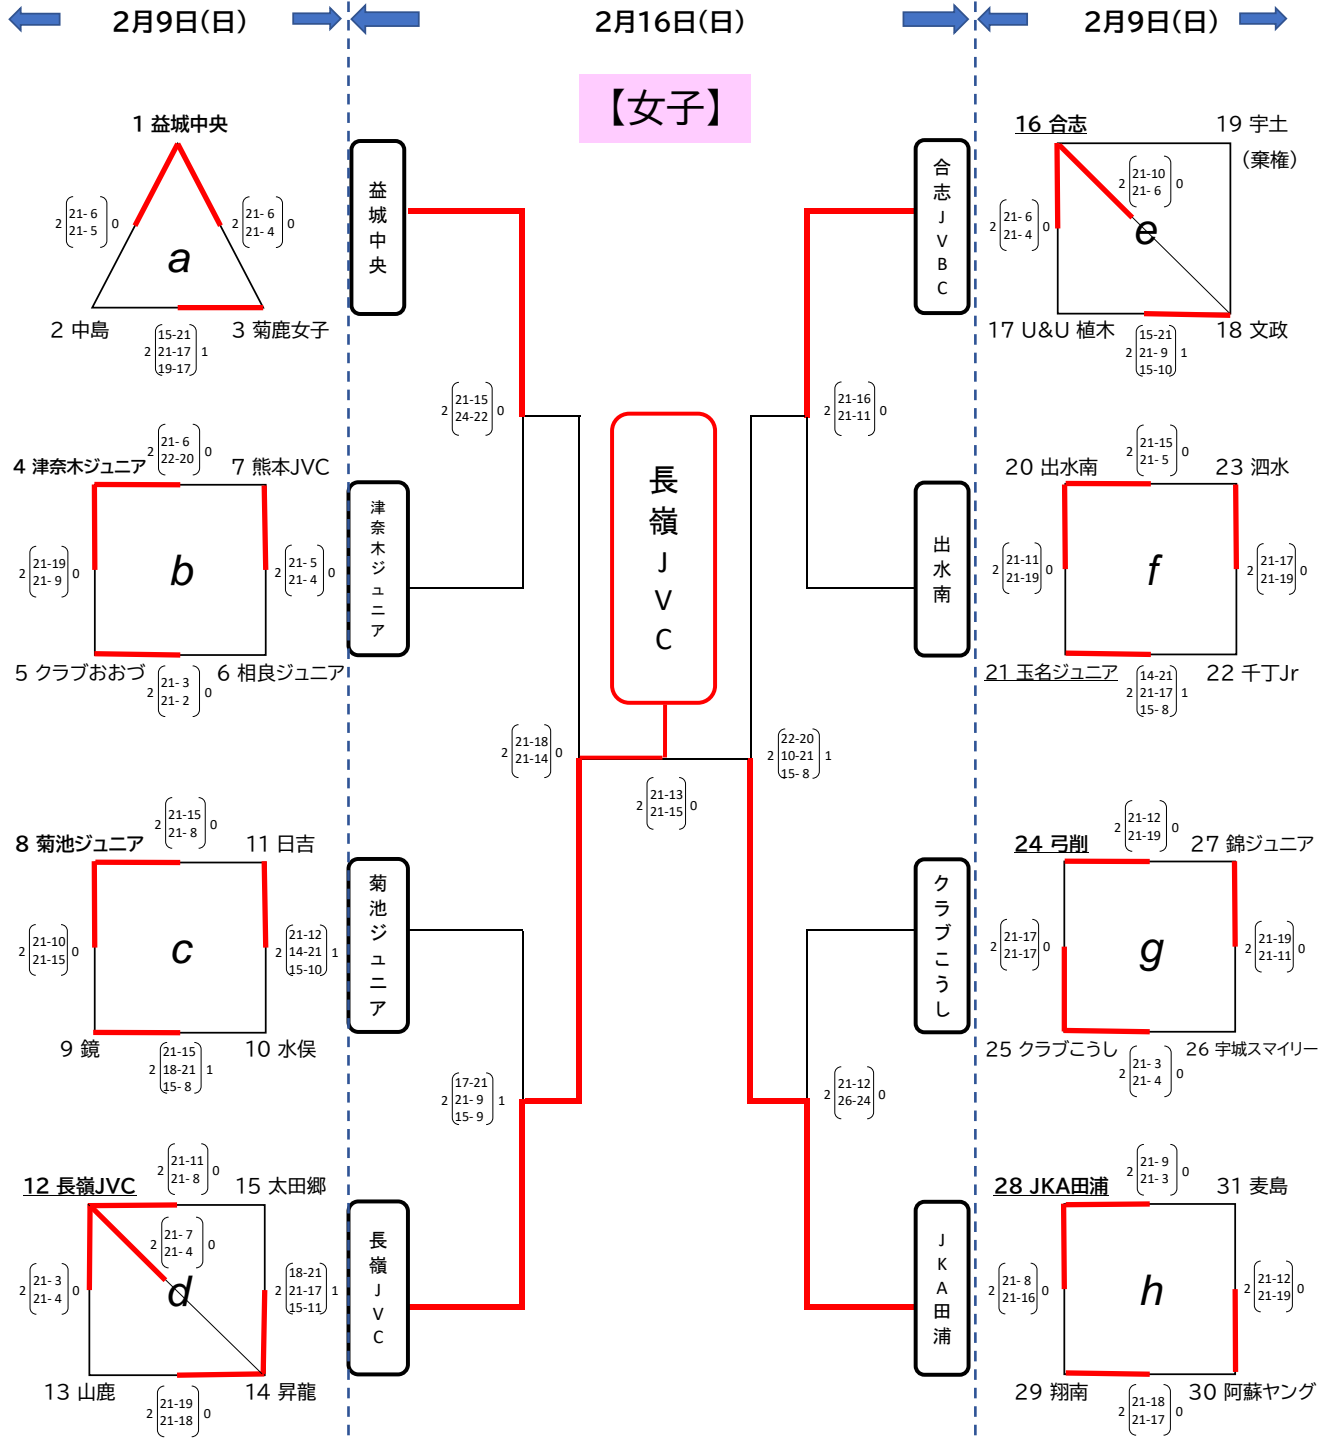 2月9日(日)
2月16日(日)
2月9日(日)
【女子】
1 益城中央
2 21-6 21-5 0
2 21-6 21-4 0
a
2 中島
3 菊鹿女子
2 15-21 21-17 19-17 1
4 津奈木ジュニア
2 21-6 22-20 0
7 熊本JVC
2 21-19 21-9 0
b
2 21-5 21-4 0
5 クラブおおづ
2 21-3 21-2 0
6 相良ジュニア
8 菊池ジュニア
2 21-15 21-8 0
11 日吉
2 21-10 21-15 0
c
2 21-12 14-21 15-10 1
9 鏡
2 21-15 18-21 15-8 1
10 水俣
12 長嶺JVC
2 21-11 21-8 0
15 太田郷
2 21-7 21-4 0
2 21-3 21-4 0
d
2 18-21 21-17 15-11 1
13 山鹿
2 21-19 21-18 0
14 昇龍
益城中央
2 21-15 24-22 0
津奈木ジュニア
2 21-18 21-14 0
菊池ジュニア
2 17-21 21-9 15-9 1
長嶺JVC
長嶺JVC
2 21-13 21-15 0
合志JVBC
2 21-16 21-11 0
出水南
2 22-20 10-21 15-8 1
クラブこうし
2 21-12 26-24 0
JKA田浦
16 合志
19 宇土
(棄権)
2 21-10 21-6 0
2 21-6 21-4 0
e
17 U&U 植木
2 15-21 21-9 15-10 1
18 文政
20 出水南
2 21-15 21-5 0
23 泗水
2 21-11 21-19 0
f
2 21-17 21-19 0
21 玉名ジュニア
2 14-21 21-17 15-8 1
22 千丁Jr
24 弓削
2 21-12 21-19 0
27 錦ジュニア
2 21-17 21-17 0
g
2 21-19 21-11 0
25 クラブこうし
2 21-3 21-4 0
26 宇城スマイリー
28 JKA田浦
2 21-9 21-3 0
31 麦島
2 21-8 21-16 0
h
2 21-12 21-19 0
29 翔南
2 21-18 21-17 0
30 阿蘇ヤング